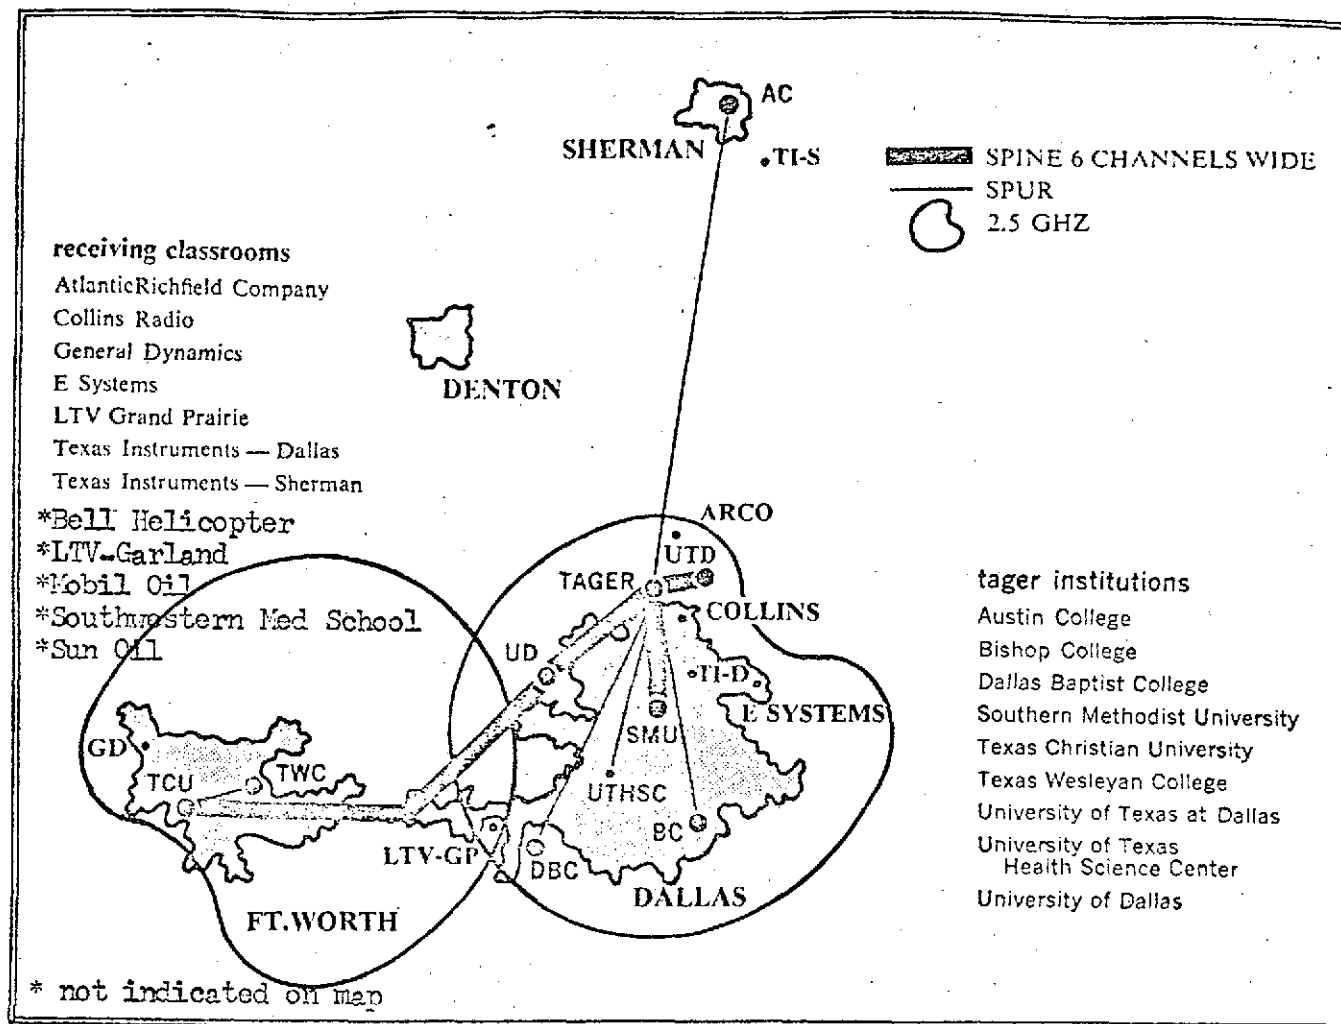 AC
SHERMAN
TI-S
SPINE 6 CHANNELS WIDE
SPUR
2.5 GHZ
receiving classrooms
AtlanticRichfield Company
Collins Radio
General Dynamics
E Systems
LTV Grand Prairie
Texas Instruments — Dallas
Texas Instruments — Sherman
*Bell Helicopter
*LTV-Garland
*Mobil Oil
*Southwestern Med School
*Sun Oil
DENTON
ARCO
UTD
TAGER
COLLINS
UD
TI-D
E SYSTEMS
SMU
GD
TCU
TWC
UTHSC
BC
LTV-GP
DBC
DALLAS
FT.WORTH
tager institutions
Austin College
Bishop College
Dallas Baptist College
Southern Methodist University
Texas Christian University
Texas Wesleyan College
University of Texas at Dallas
University of Texas
Health Science Center
University of Dallas
* not indicated on map